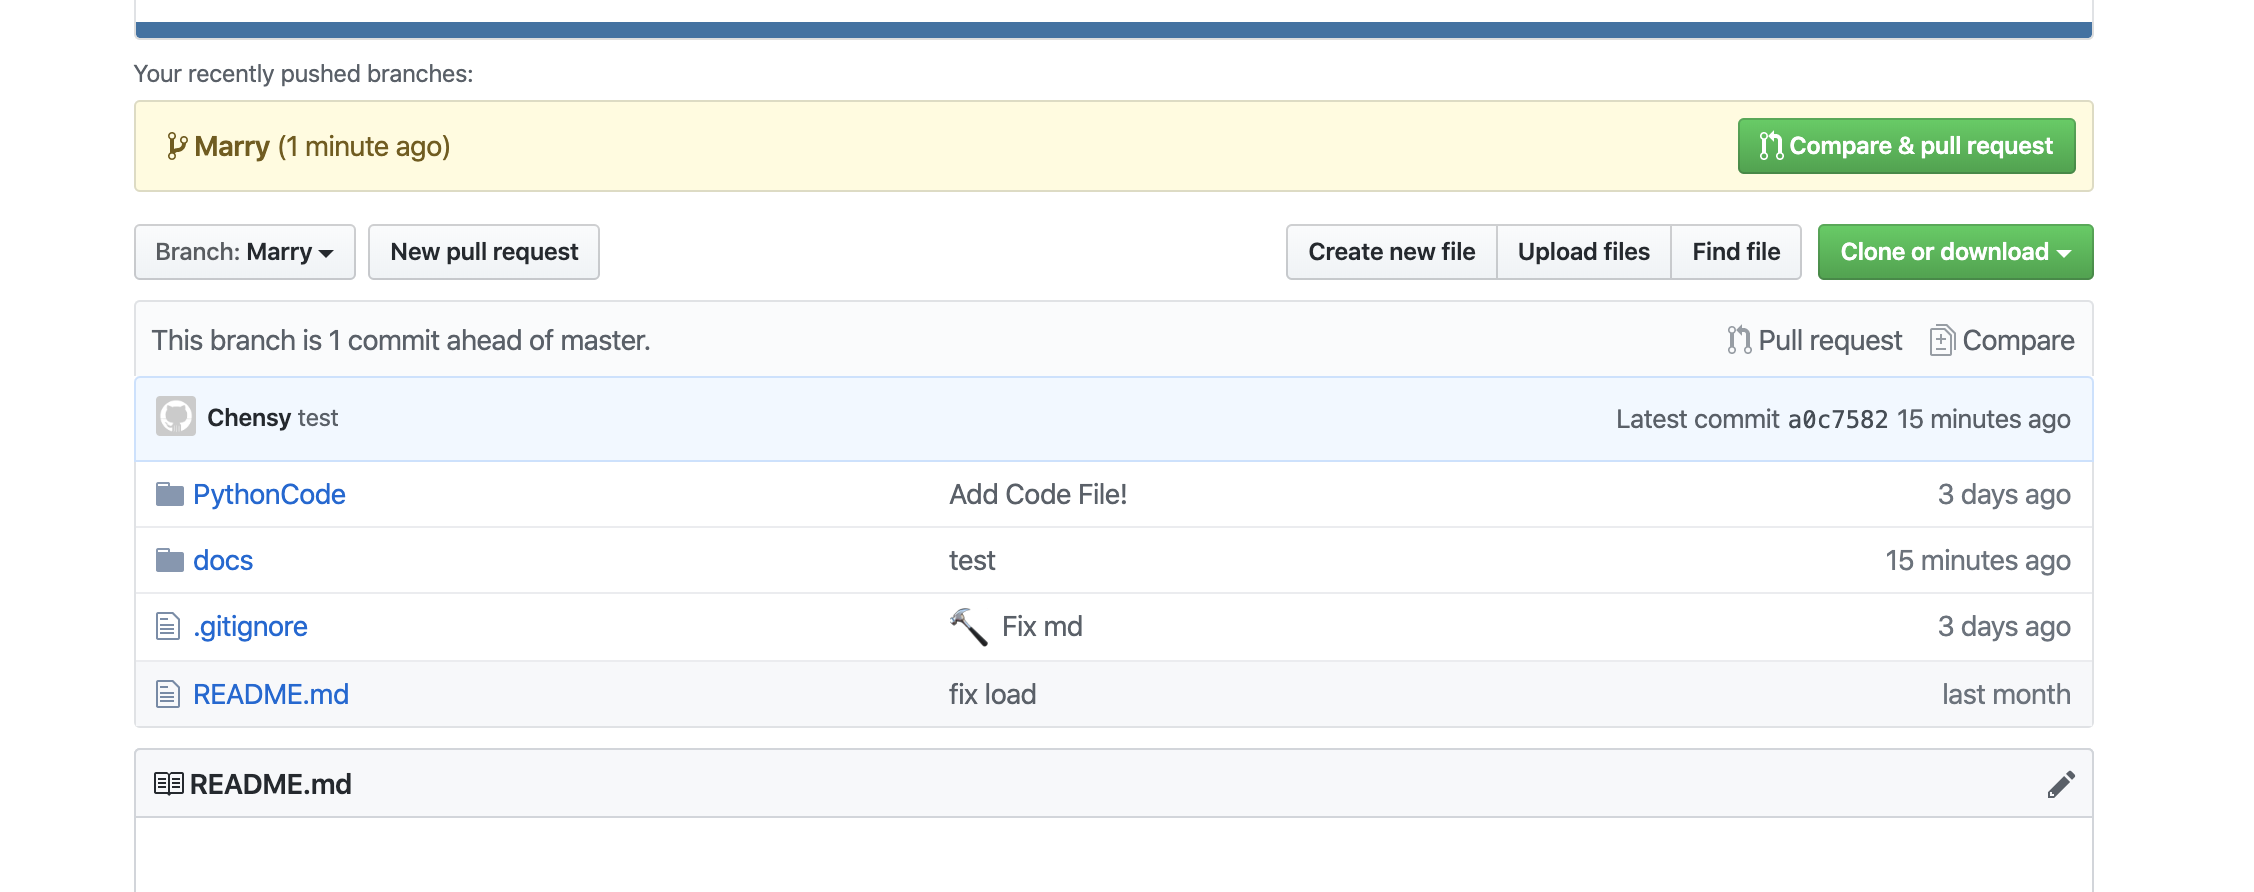 Your recently pushed branches:
Marry (1 minute ago) Compare & pull request
Branch: Marry New pull request Create new file Upload files Find file Clone or download
This branch is 1 commit ahead of master. Pull request Compare
Chensy test Latest commit a0c7582 15 minutes ago
PythonCode Add Code File! 3 days ago
docs test 15 minutes ago
.gitignore Fix md 3 days ago
README.md fix load last month
README.md